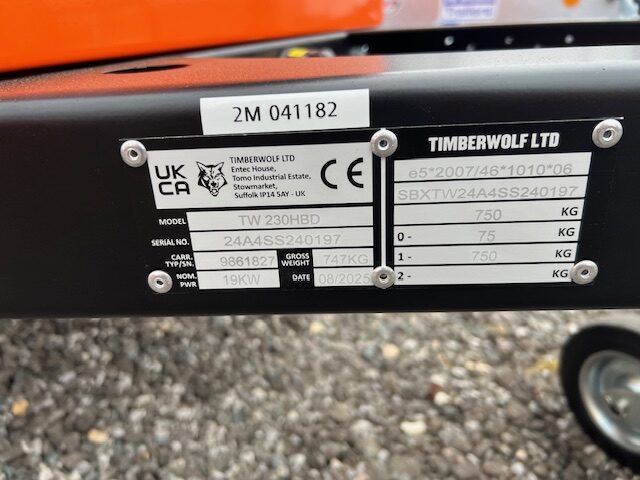 2M 041182
UK
CA
TIMBERWOLF LTD
Entec House,
Tomo Industrial Estate,
Stowmarket,
Suffolk IP14 5AY - UK
CE
MODEL TW 230HBD
SERIAL NO. 24A4SS240197
CARR. TYP/SN. 9861827 GROSS WEIGHT 747KG
NOM. PWR 19KW DATE 08/2025
TIMBERWOLF LTD
e5*2007/46*1010*06
SBXTW24A4SS240197
750 KG
0 - 75 KG
1 - 750 KG
2 - KG